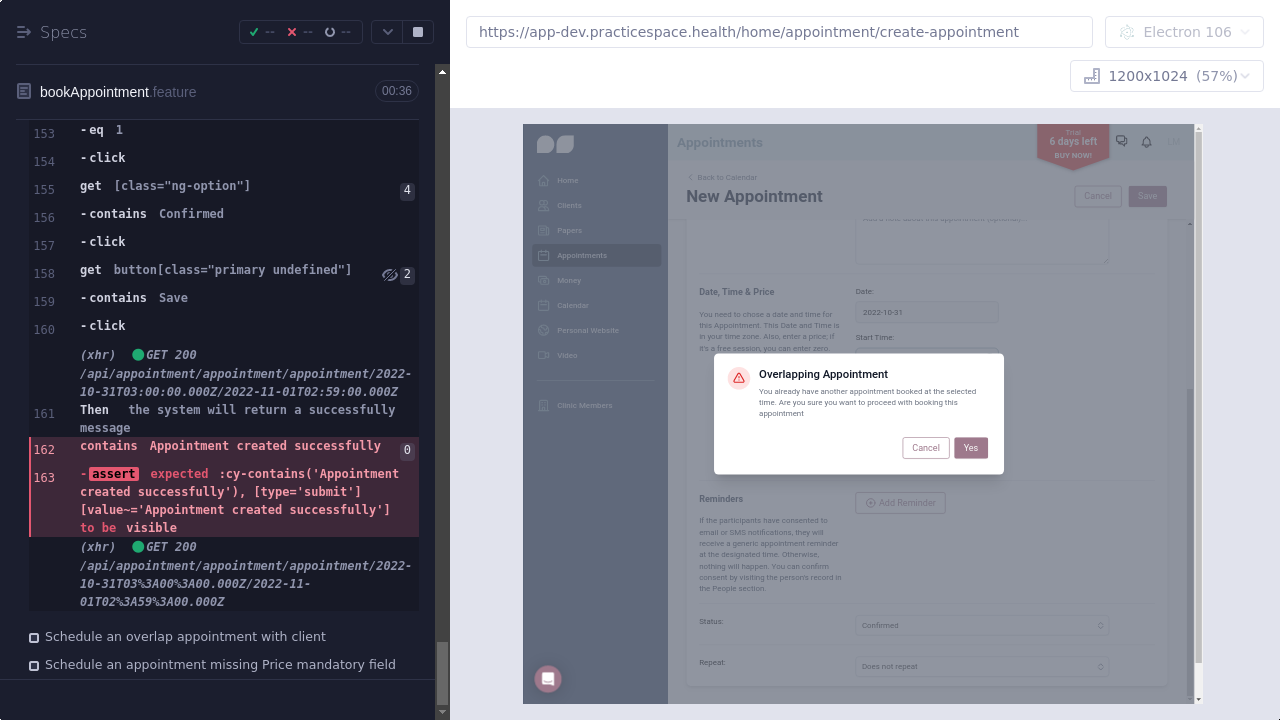 Specs
--
--
--
https://app-dev.practicespace.health/home/appointment/create-appointment
Electron 106
1200x1024 (57%)
bookAppointment.feature
00:36
153 -eq 1
154 -click
155 get [class="ng-option"] 4
156 -contains Confirmed
157 -click
158 get button[class="primary undefined"] 2
159 -contains Save
160 -click
(xhr) GET 200
/api/appointment/appointment/appointment/2022-
10-31T03:00:00.000Z/2022-11-01T02:59:00.000Z
161 Then the system will return a successfully
message
162 contains Appointment created successfully 0
163 -assert expected :cy-contains('Appointment
created successfully'), [type='submit']
[value~='Appointment created successfully']
to be visible
(xhr) GET 200
/api/appointment/appointment/appointment/2022-
10-31T03%3A00%3A00.000Z/2022-11-
01T02%3A59%3A00.000Z
Schedule an overlap appointment with client
Schedule an appointment missing Price mandatory field
Home
Clients
Papers
Appointments
Money
Calendar
Personal Website
Video
Clinic Members
Appointments
Trial
6 days left
BUY NOW!
Back to Calendar
New Appointment
Cancel
Save
Date, Time & Price
You need to chose a date and time for
this Appointment. This Date and Time is
in your time zone. Also, enter a price; if
it's a free session, you can enter zero.
Date:
2022-10-31
Start Time:
Overlapping Appointment
You already have another appointment booked at the selected
time. Are you sure you want to proceed with booking this
appointment
Cancel
Yes
Reminders
If the participants have consented to
email or SMS notifications, they will
receive a generic appointment reminder
at the designated time. Otherwise,
nothing will happen. You can confirm
consent by visiting the person's record in
the People section.
Add Reminder
Status:
Confirmed
Repeat:
Does not repeat